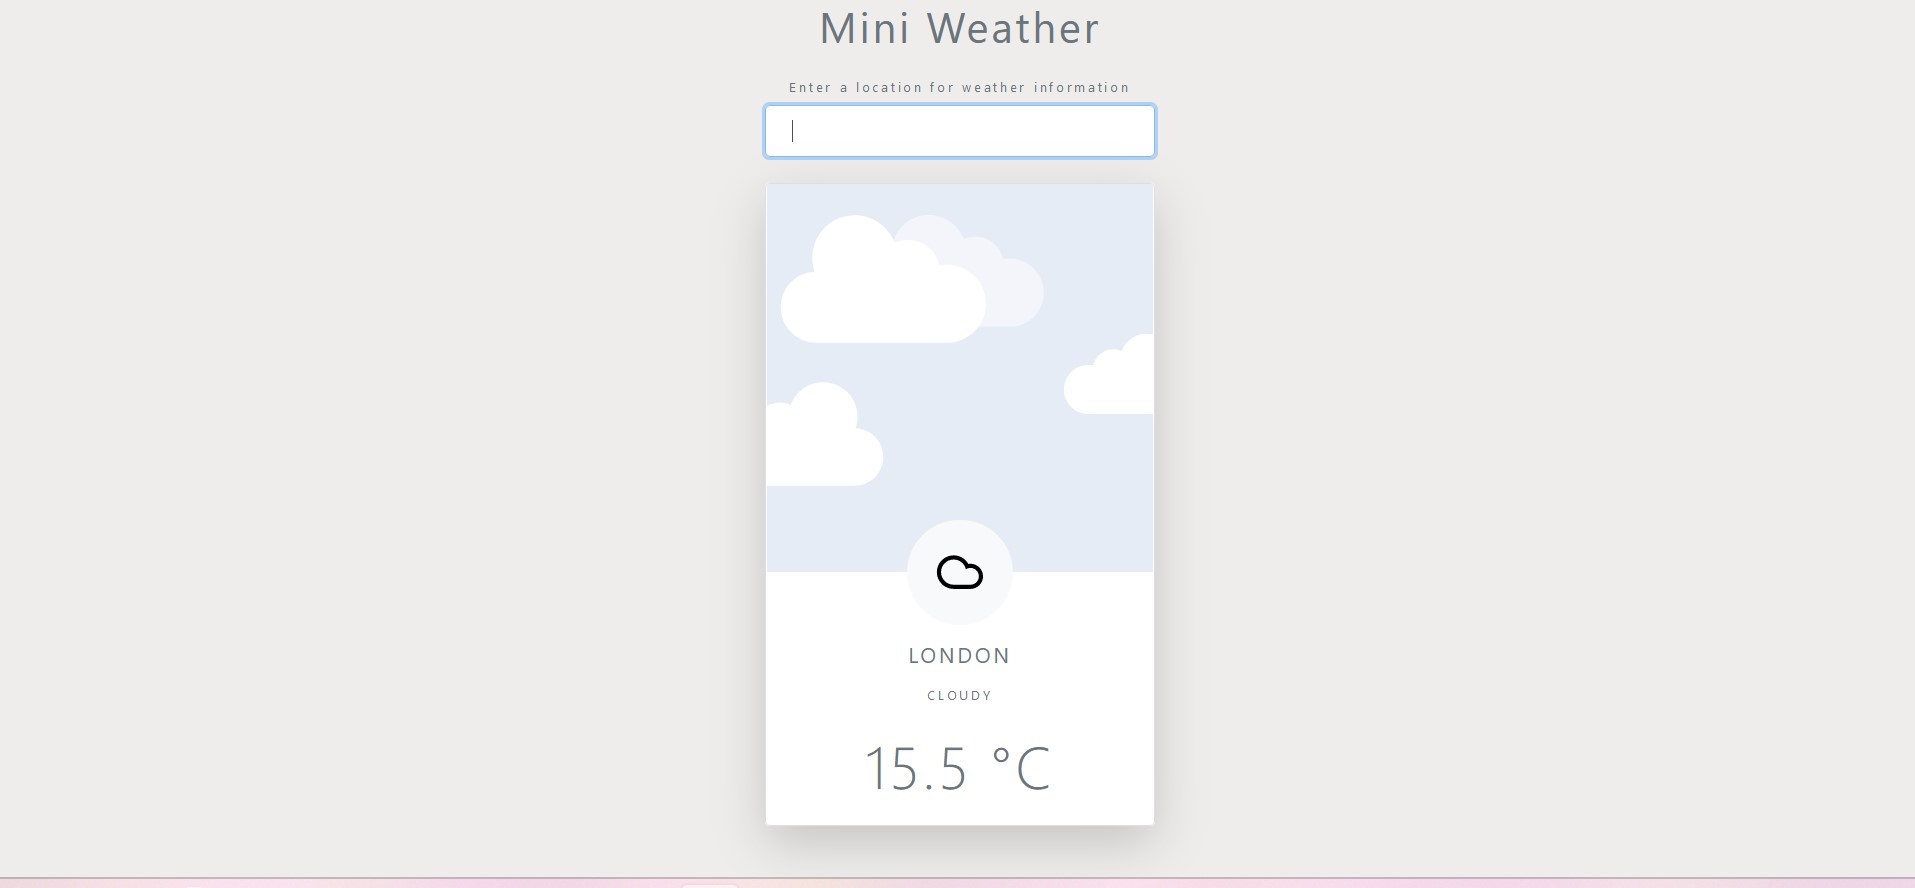 Mini Weather
Enter a location for weather information
LONDON
CLOUDY
15.5 °C